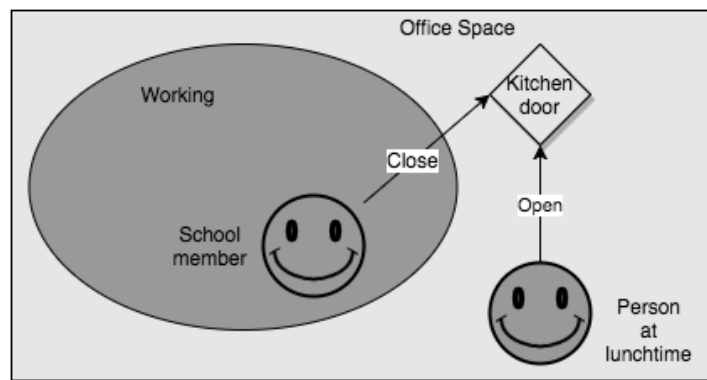 Office Space
Working
Kitchen
door
Close
Open
School
member
Person
at
lunchtime